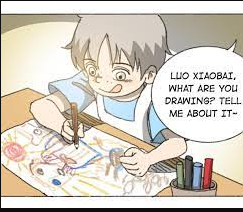 LUO XIAOBAI,
WHAT ARE YOU
DRAWING? TELL
ME ABOUT IT~